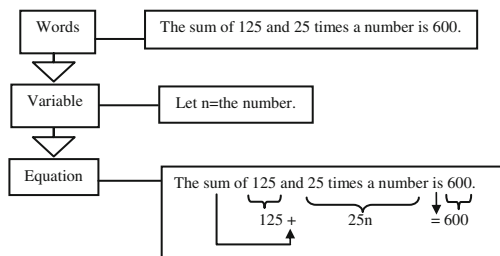 Words
The sum of 125 and 25 times a number is 600.
Variable
Let n=the number.
Equation
The sum of 125 and 25 times a number is 600.
125 + 25n = 600